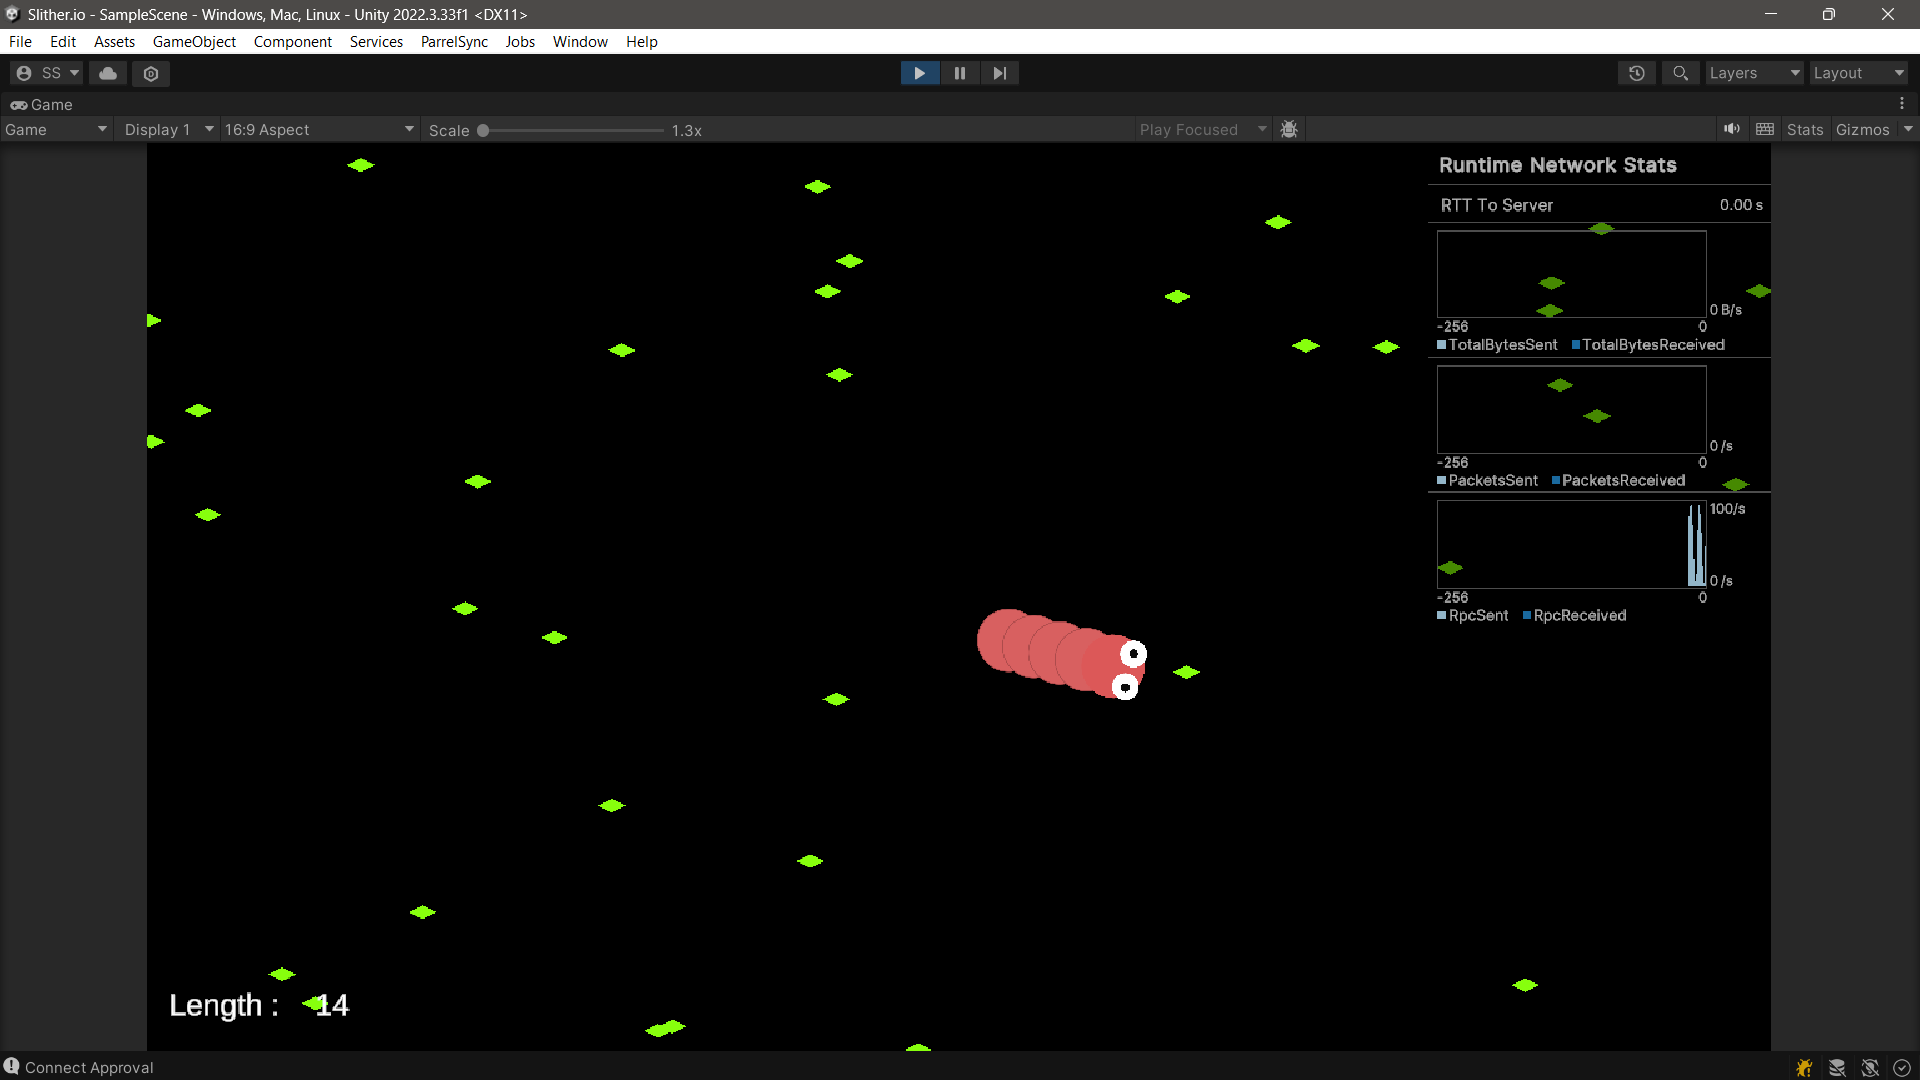 Slither.io - SampleScene - Windows, Mac, Linux - Unity 2022.3.33f1 <DX11>
File Edit Assets GameObject Component Services ParrelSync Jobs Window Help
SS Layers Layout
Game
Game Display 1 16:9 Aspect Scale 1.3x Play Focused Stats Gizmos
Runtime Network Stats
RTT To Server 0.00 s
0 B/s
-256 0
TotalBytesSent TotalBytesReceived
0 /s
-256 0
PacketsSent PacketsReceived
100/s
0 /s
-256 0
RpcSent RpcReceived
Length : 14
Connect Approval